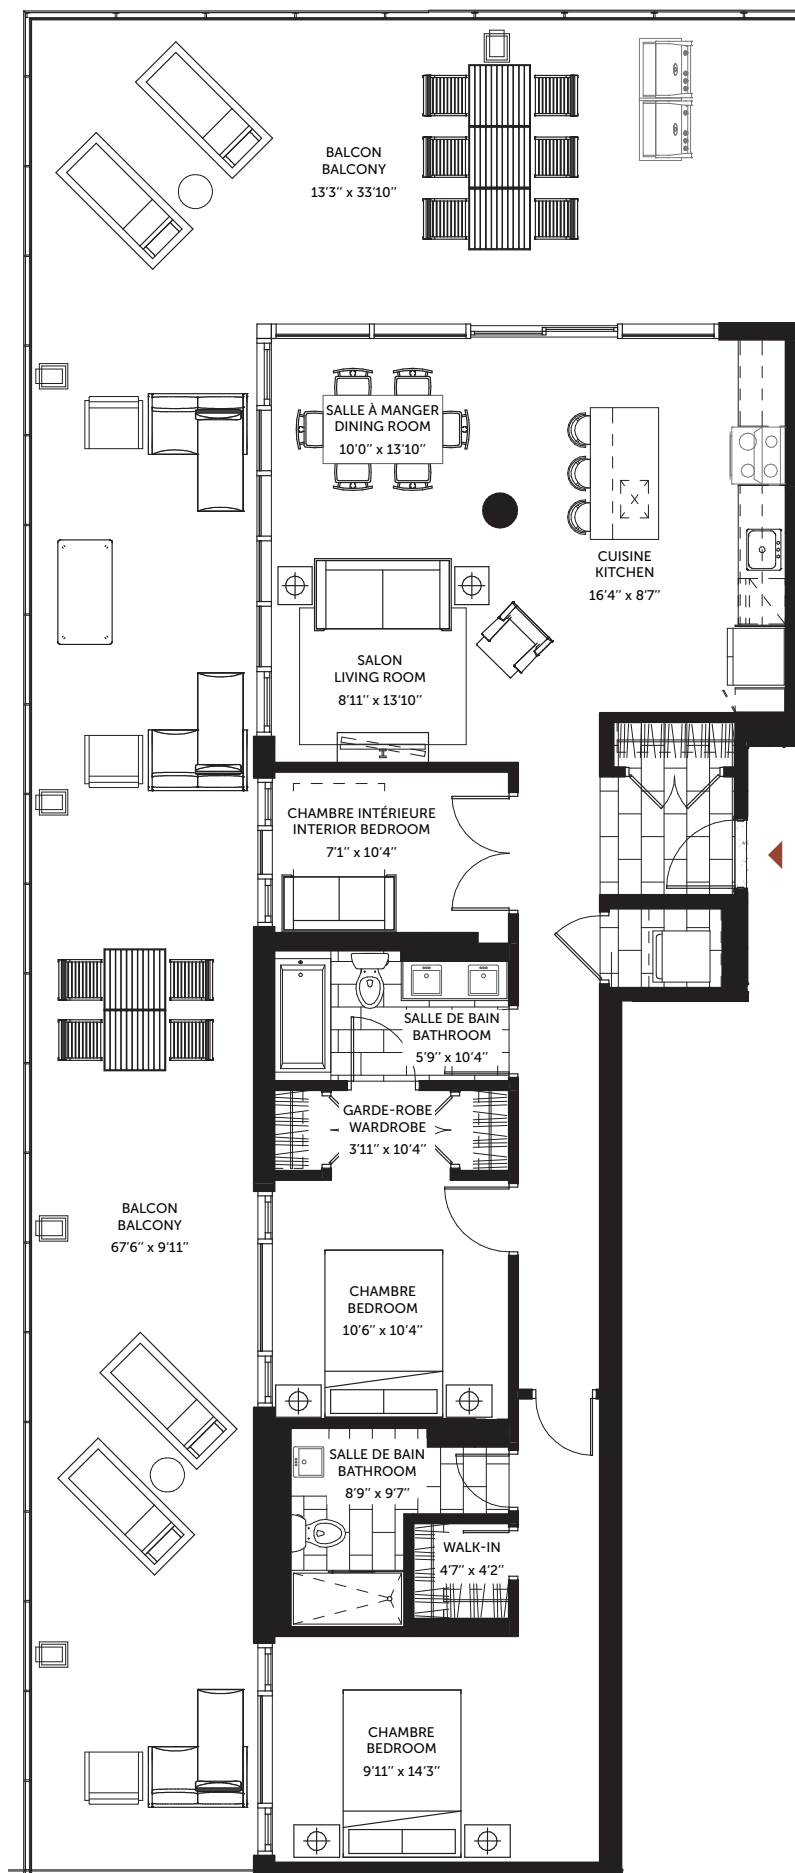 BALCON
BALCONY
13'3'' x 33'10''
SALLE À MANGER
DINING ROOM
10'0'' x 13'10''
X
CUISINE
KITCHEN
16'4'' x 8'7''
SALON
LIVING ROOM
8'11'' x 13'10''
CHAMBRE INTÉRIEURE
INTERIOR BEDROOM
7'1'' x 10'4''
SALLE DE BAIN
BATHROOM
5'9'' x 10'4''
GARDE-ROBE
WARDROBE
3'11'' x 10'4''
BALCON
BALCONY
67'6'' x 9'11''
CHAMBRE
BEDROOM
10'6'' x 10'4''
SALLE DE BAIN
BATHROOM
8'9'' x 9'7''
WALK-IN
4'7'' x 4'2''
CHAMBRE
BEDROOM
9'11'' x 14'3''